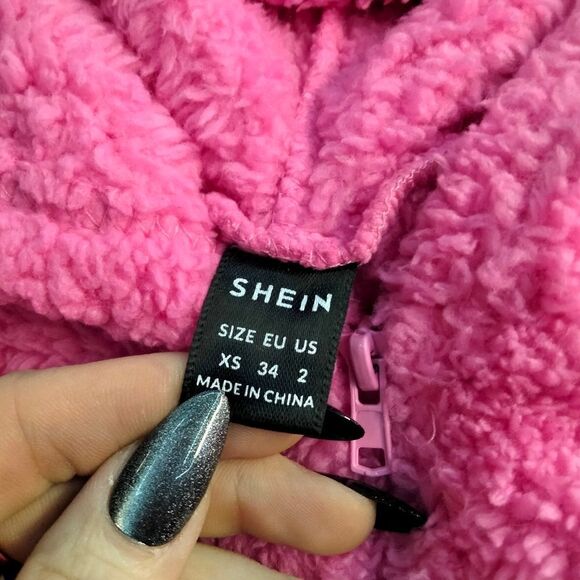 SHEIN
SIZE EU US
XS 34 2
MADE IN CHINA